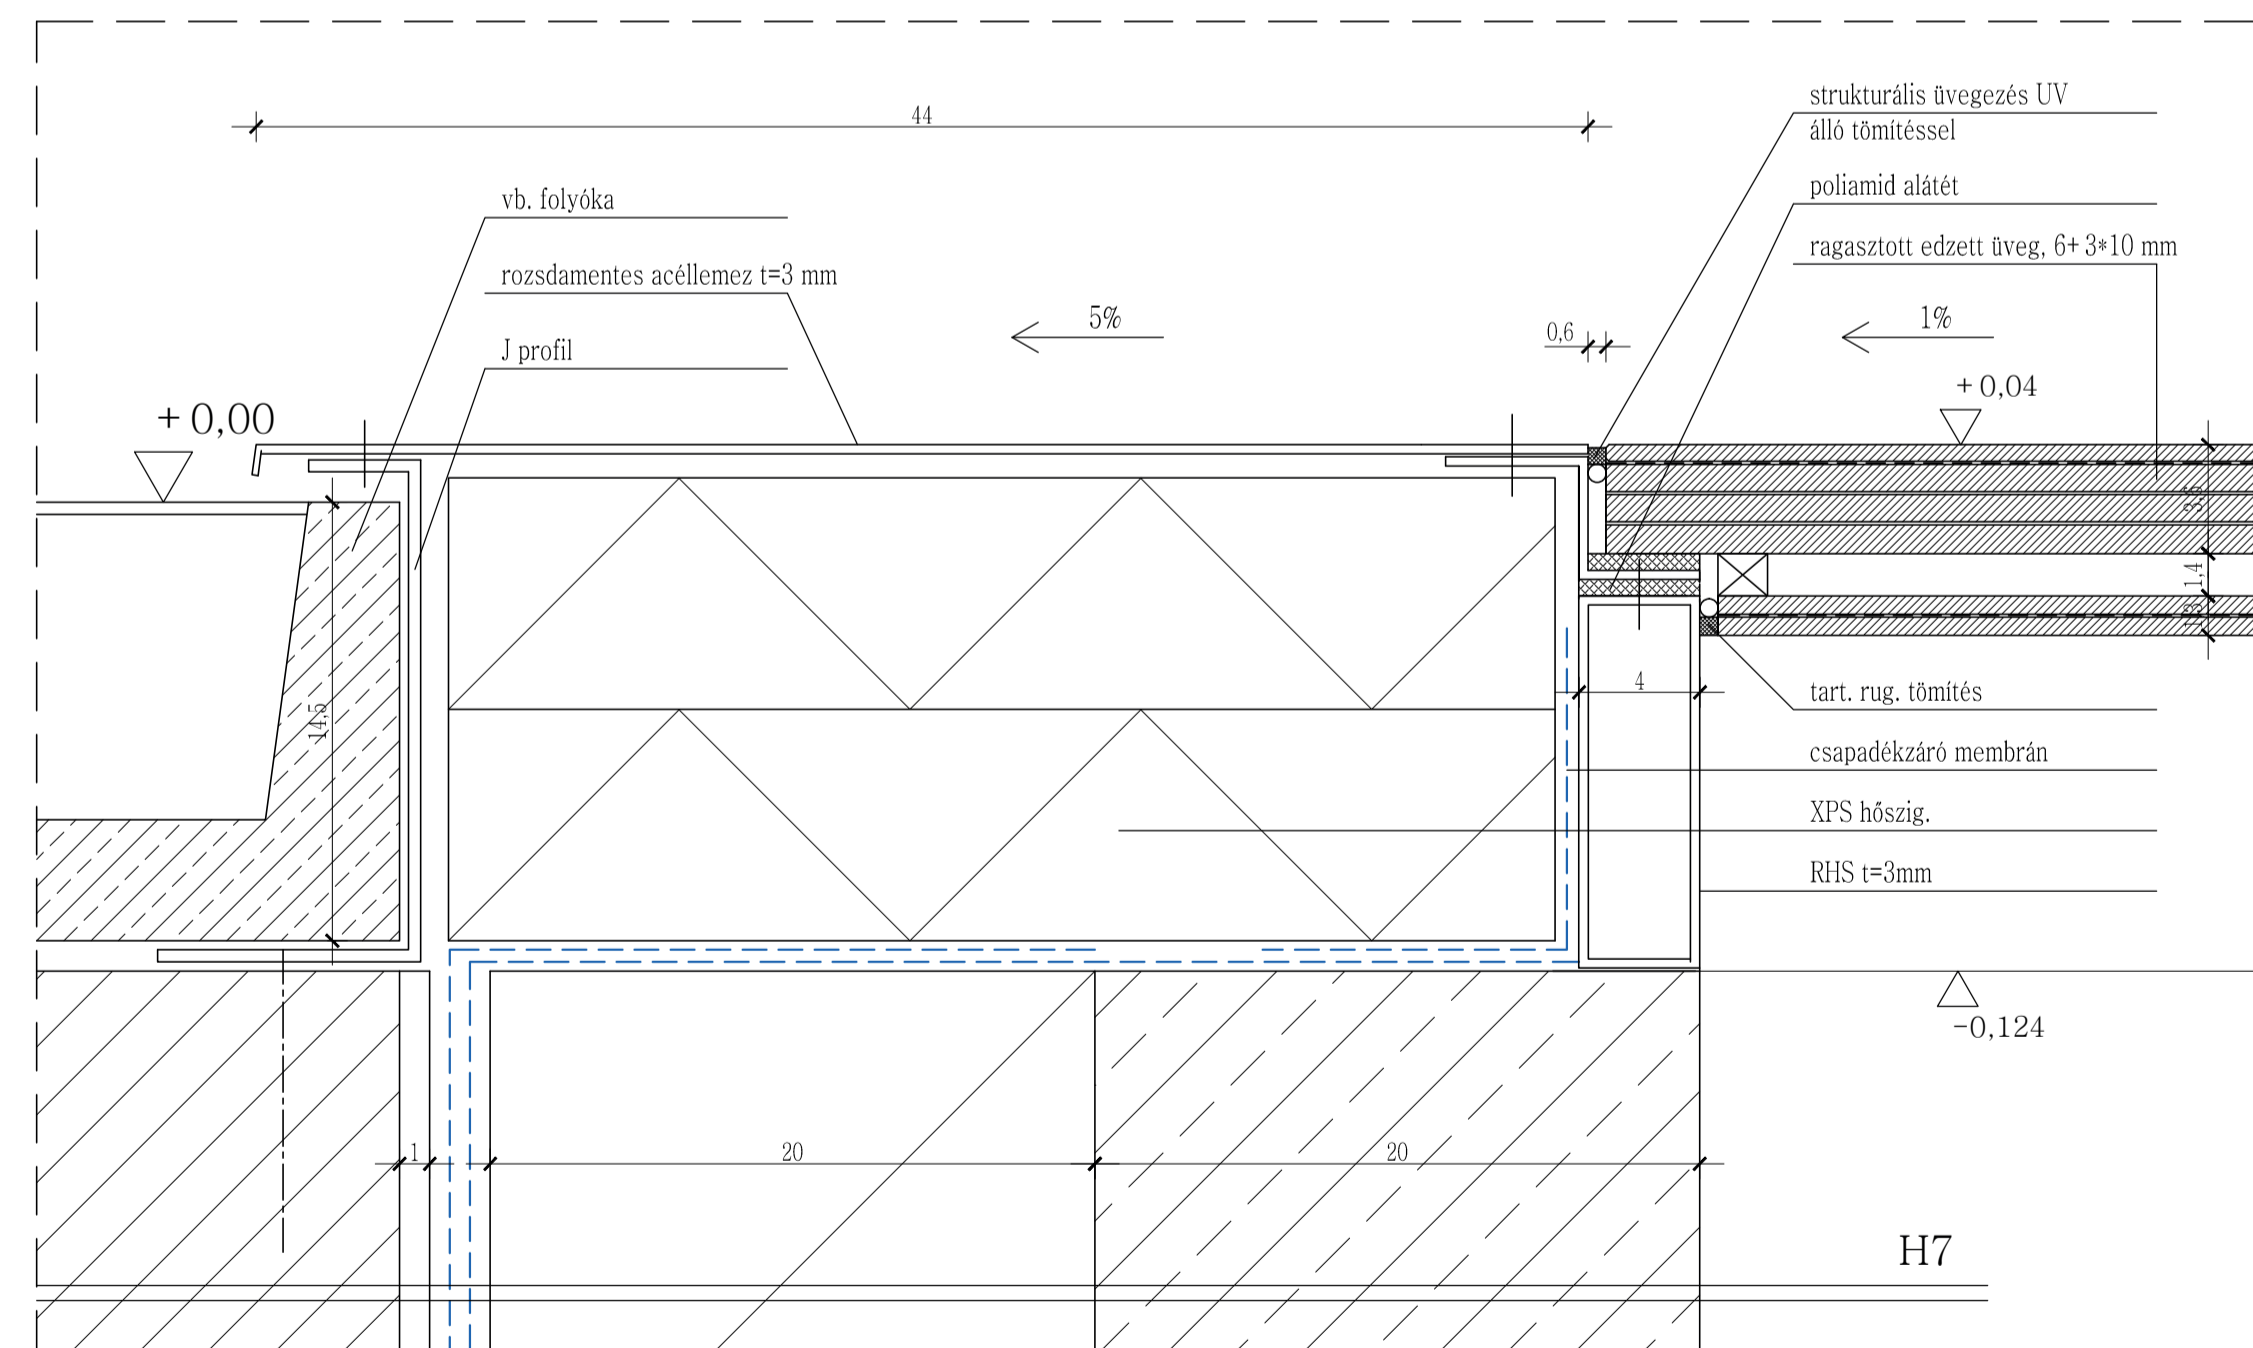 44
strukturális üvegezés UV
álló tömítéssel
poliamid alátét
ragasztott edzett üveg, 6+3*10 mm
vb. folyóka
rozsdamentes acéllemez t=3 mm
J profil
5%
0,6
1%
+0,04
+0,00
3,6
1,4
1,3
14,5
4
tart. rug. tömítés
csapadékzáró membrán
XPS hőszig.
RHS t=3mm
-0,124
1
20
20
H7